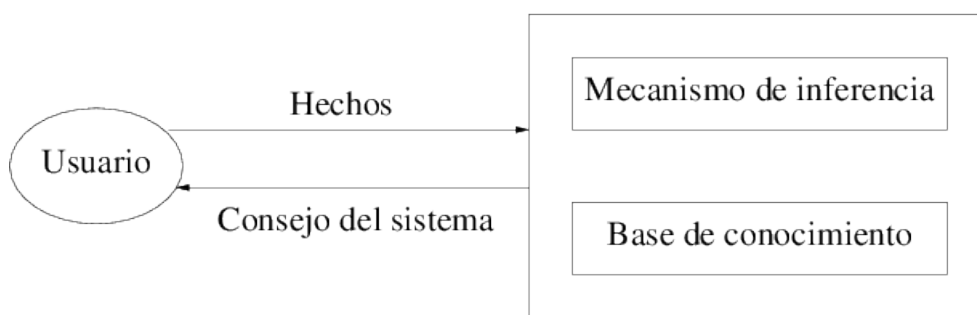 Mecanismo de inferencia
Hechos
Usuario
Consejo del sistema
Base de conocimiento